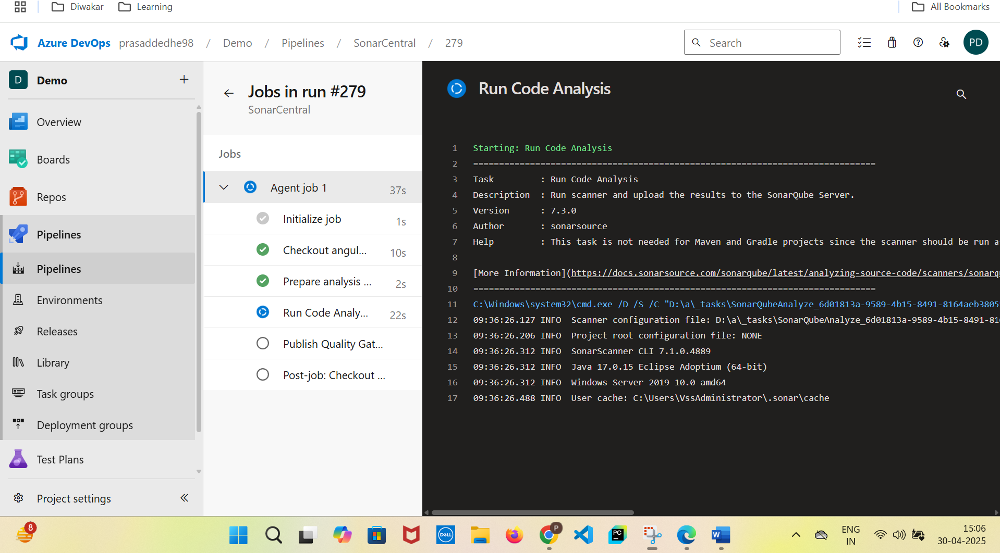 Diwakar
Learning
All Bookmarks
Azure DevOps prasaddedhe98 / Demo / Pipelines / SonarCentral / 279
Search
PD
D Demo
Overview
Boards
Repos
Pipelines
Pipelines
Environments
Releases
Library
Task groups
Deployment groups
Test Plans
Project settings
Jobs in run #279
SonarCentral
Jobs
Agent job 1 37s
Initialize job 1s
Checkout angul... 10s
Prepare analysis ... 2s
Run Code Analy... 22s
Publish Quality Gat...
Post-job: Checkout ...
Run Code Analysis
1 Starting: Run Code Analysis
2 ==============================================================================
3 Task : Run Code Analysis
4 Description : Run scanner and upload the results to the SonarQube Server.
5 Version : 7.3.0
6 Author : sonarsource
7 Help : This task is not needed for Maven and Gradle projects since the scanner should be run a
8
9 [More Information](https://docs.sonarsource.com/sonarqube/latest/analyzing-source-code/scanners/sonarqu
10 ==============================================================================
11 C:\Windows\system32\cmd.exe /D /S /C "D:\a\_tasks\SonarQubeAnalyze_6d01813a-9589-4b15-8491-8164aeb3805
12 09:36:26.127 INFO Scanner configuration file: D:\a\_tasks\SonarQubeAnalyze_6d01813a-9589-4b15-8491-816
13 09:36:26.206 INFO Project root configuration file: NONE
14 09:36:26.312 INFO SonarScanner CLI 7.1.0.4889
15 09:36:26.312 INFO Java 17.0.15 Eclipse Adoptium (64-bit)
16 09:36:26.312 INFO Windows Server 2019 10.0 amd64
17 09:36:26.488 INFO User cache: C:\Users\VssAdministrator\.sonar\cache
8
DELL
P
PC
W
ENG
IN
15:06
30-04-2025